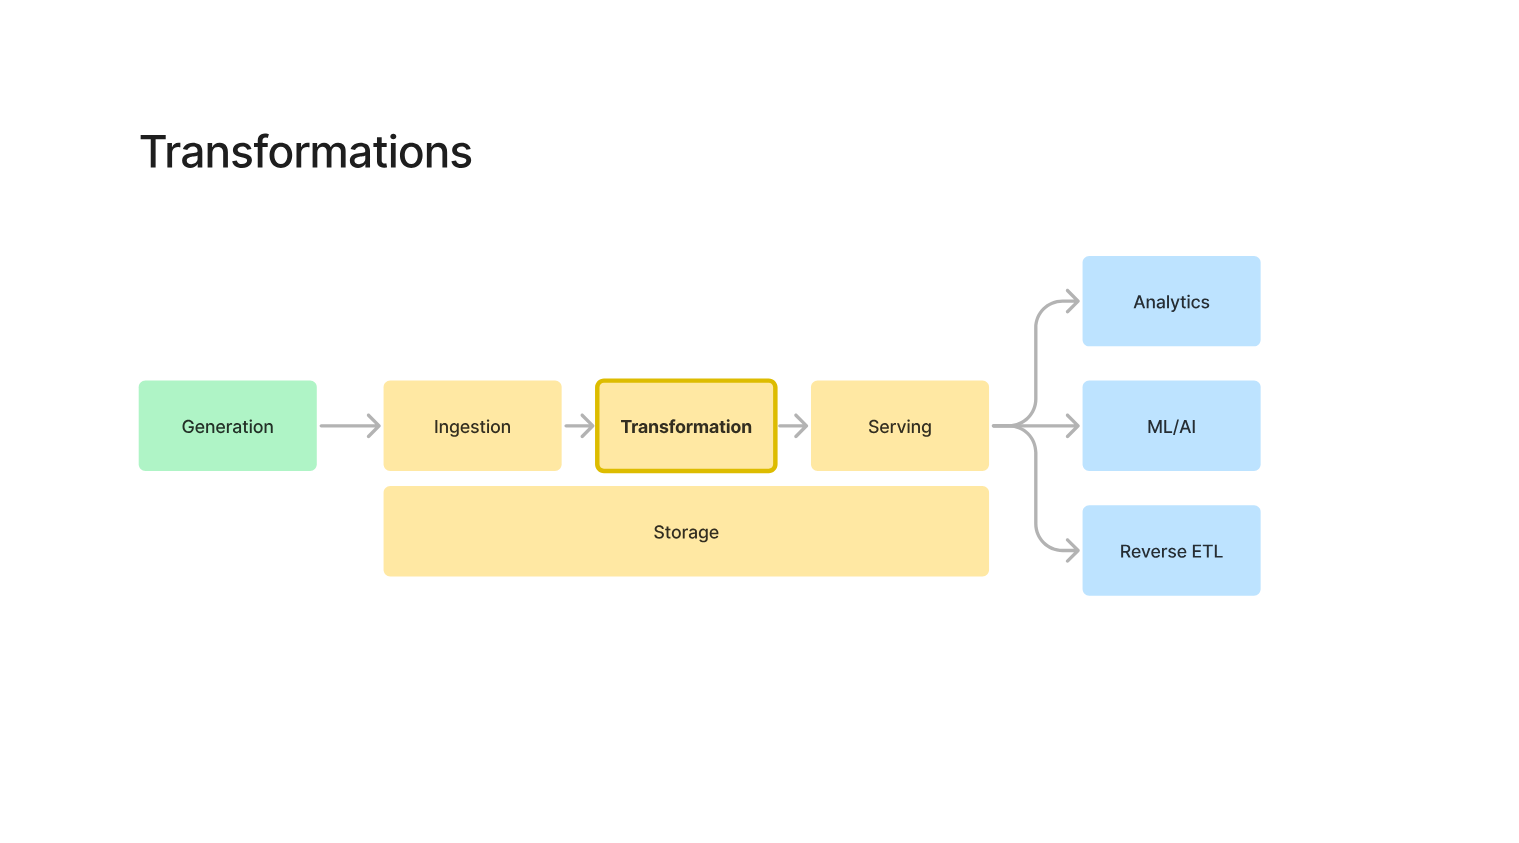 Transformations
Generation
Ingestion
Transformation
Serving
Storage
Analytics
ML/AI
Reverse ETL